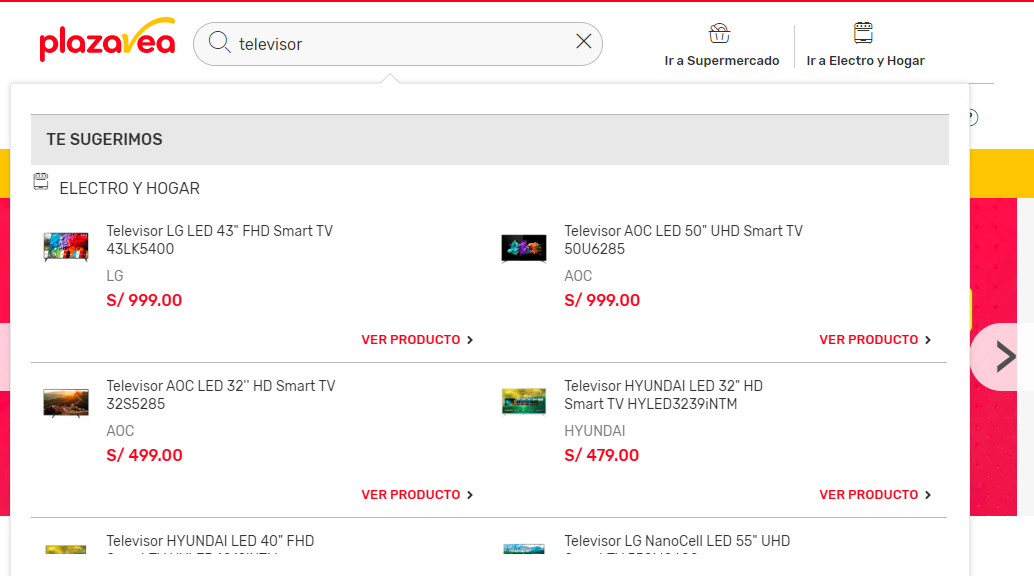 plazavea
televisor
Ir a Supermercado
Ir a Electro y Hogar
?
TE SUGERIMOS
ELECTRO Y HOGAR
Televisor LG LED 43" FHD Smart TV
43LK5400
LG
S/ 999.00
VER PRODUCTO
Televisor AOC LED 50" UHD Smart TV
50U6285
AOC
S/ 999.00
VER PRODUCTO
Televisor AOC LED 32'' HD Smart TV
32S5285
AOC
S/ 499.00
VER PRODUCTO
Televisor HYUNDAI LED 32" HD
Smart TV HYLED3239iNTM
HYUNDAI
S/ 479.00
VER PRODUCTO
Televisor HYUNDAI LED 40" FHD
Televisor LG NanoCell LED 55" UHD